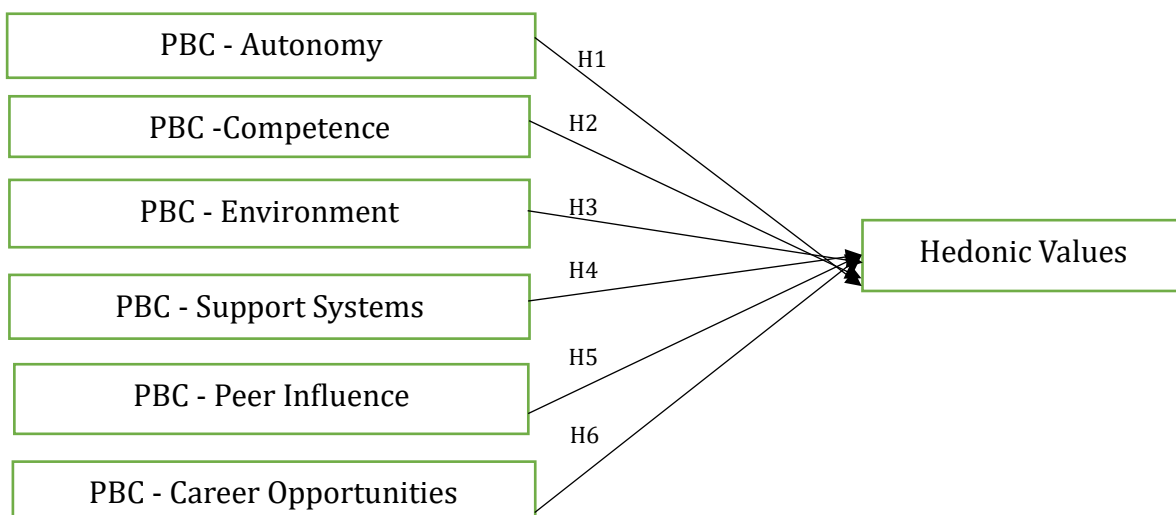 PBC - Autonomy
H1
PBC -Competence
H2
PBC - Environment
H3
Hedonic Values
H4
PBC - Support Systems
H5
PBC - Peer Influence
H6
PBC - Career Opportunities